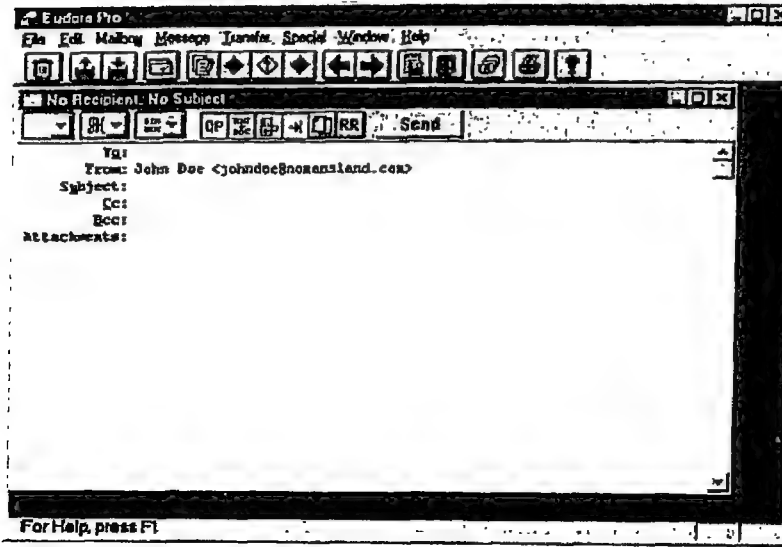 Eudora Pro
File Edit Mailbox Message Transfer Special Window Help
No Recipient, No Subject
QP RR Send
To:
From: John Doe <johndoe@nomansland.com>
Subject:
Cc:
Bcc:
Attachments:
For Help, press F1